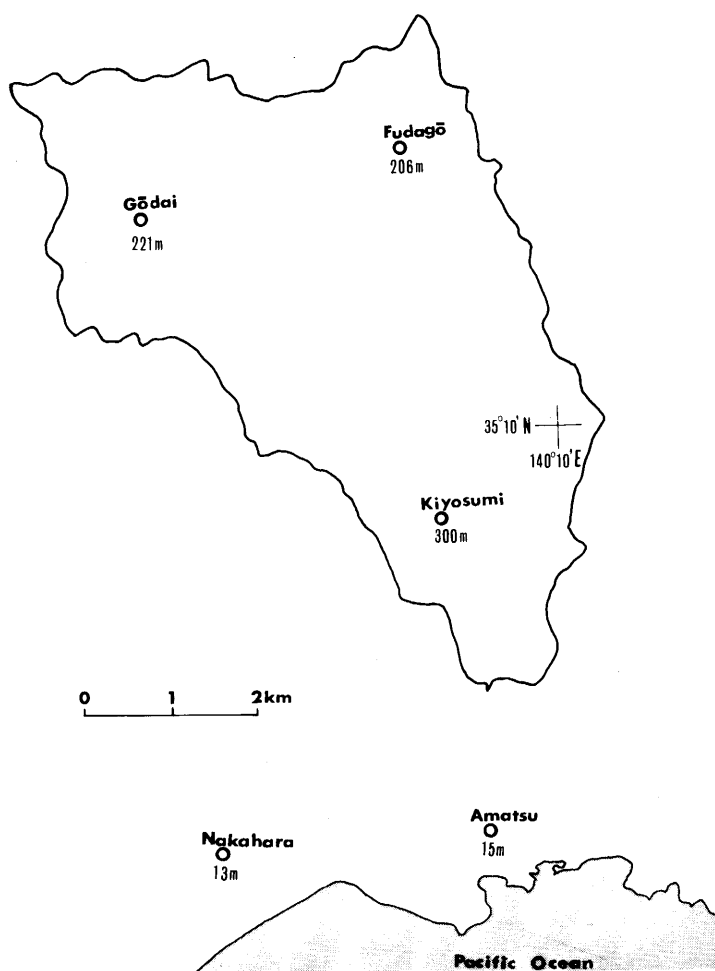 Fudagō
206m
Gōdai
221m
35°10'N
140°10'E
Kiyosumi
300m
0 1 2km
Amatsu
15m
Nakahara
13m
Pacific Ocean